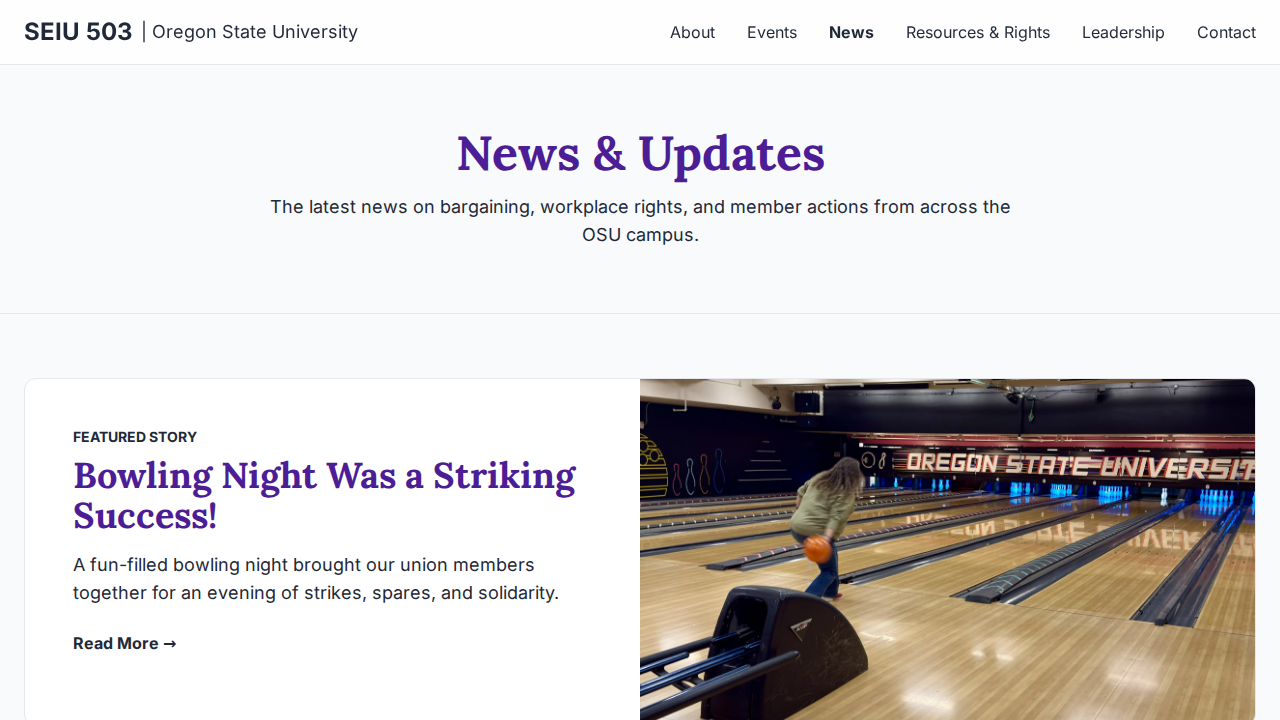 SEIU 503 | Oregon State University
About Events News Resources & Rights Leadership Contact
News & Updates
The latest news on bargaining, workplace rights, and member actions from across the
OSU campus.
FEATURED STORY
Bowling Night Was a Striking
Success!
A fun-filled bowling night brought our union members
together for an evening of strikes, spares, and solidarity.
Read More →
OREGON STATE UNIVERSIT